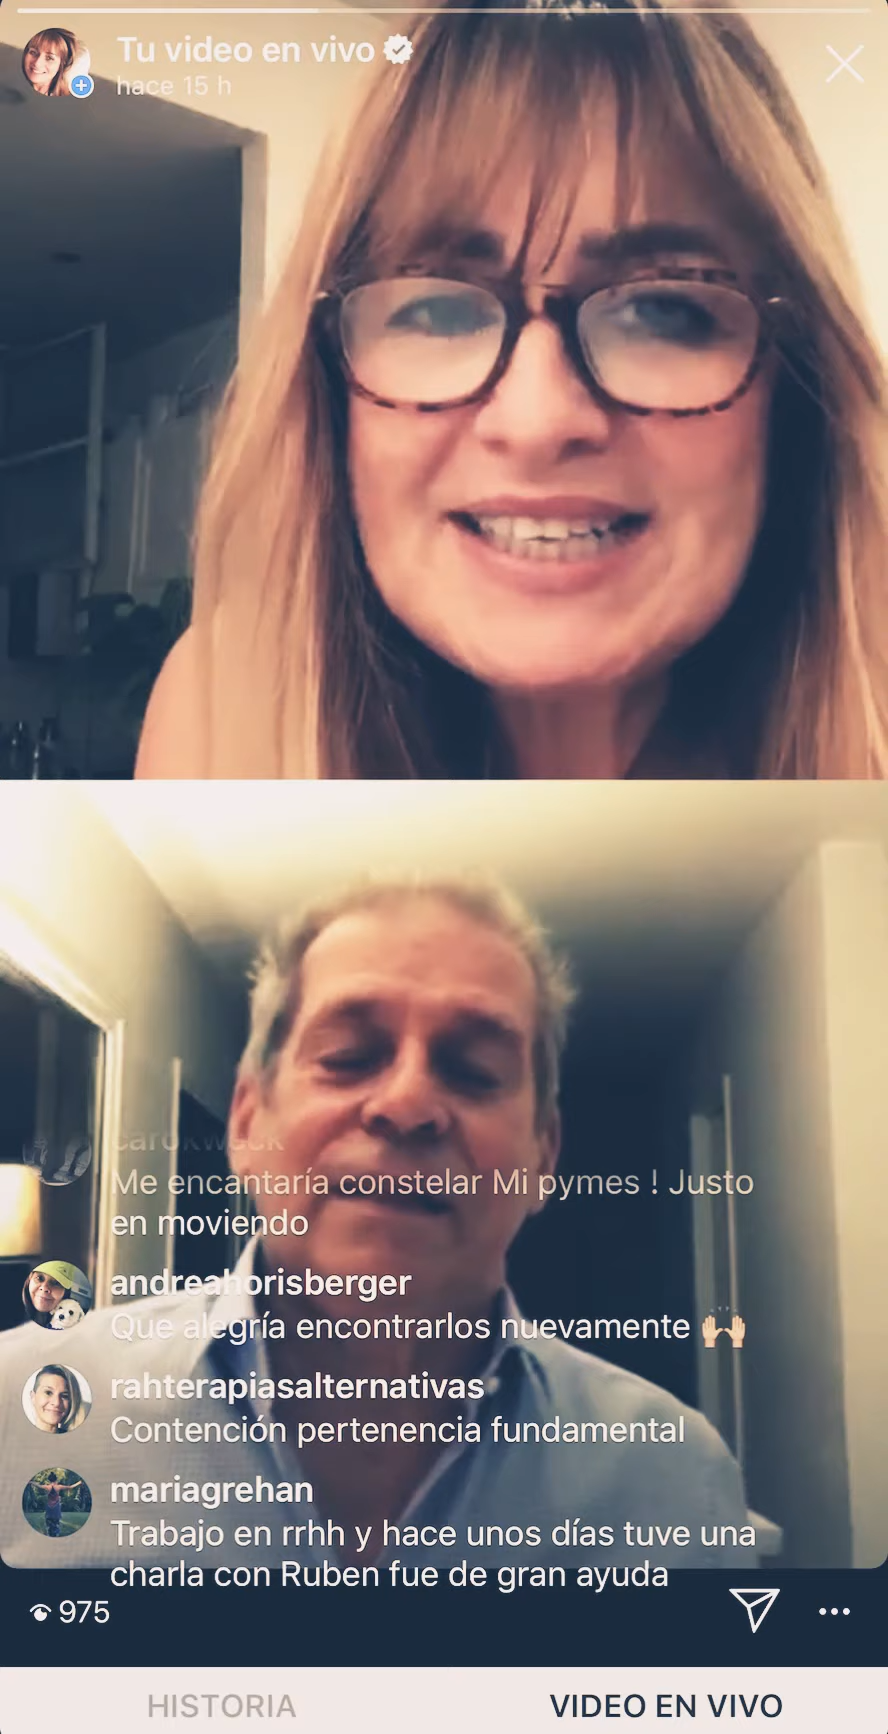 Tu video en vivo
hace 15 h
carokweck
Me encantaría constelar Mi pymes ! Justo
en moviendo
andreahorisberger
Que alegría encontrarlos nuevamente 🙌🏻
rahterapiasalternativas
Contención pertenencia fundamental
mariagrehan
Trabajo en rrhh y hace unos días tuve una
charla con Ruben fue de gran ayuda
975
HISTORIA
VIDEO EN VIVO